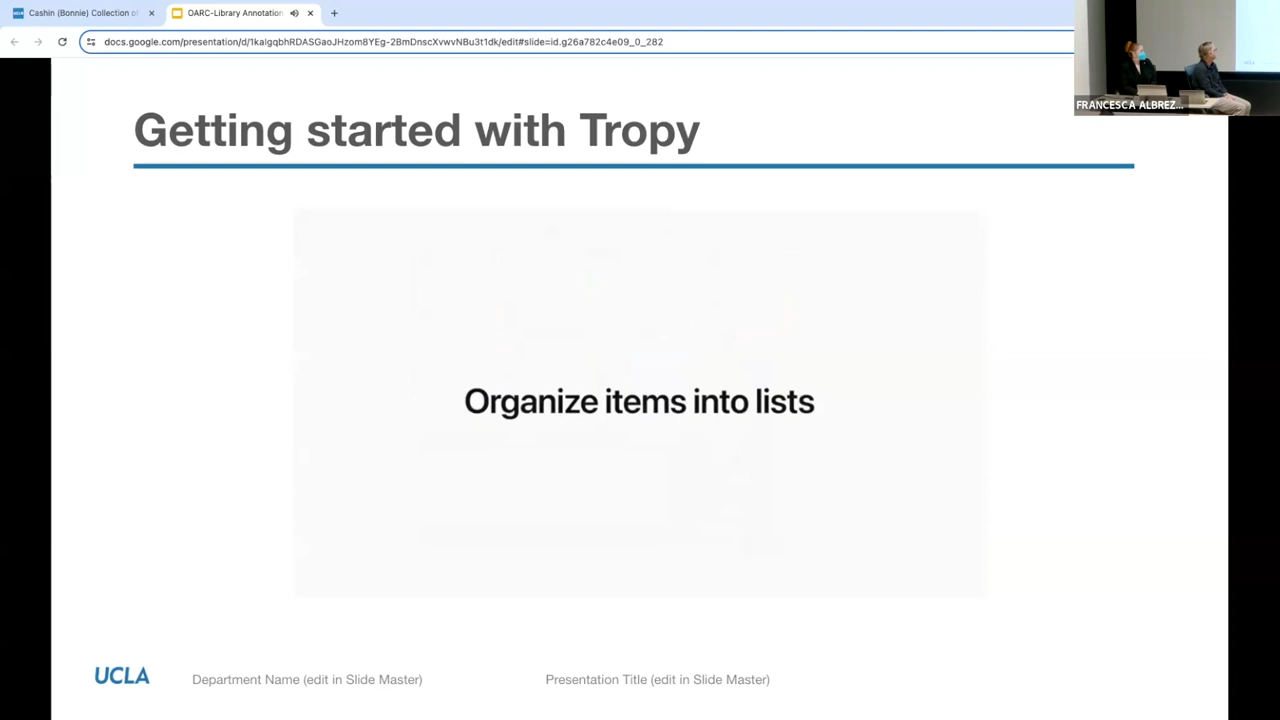 Cashin (Bonnie) Collection of
OARC-Library Annotation
docs.google.com/presentation/d/1kaIgqbhRDASGaoJHzom8YEg-2BmDnscXvwvNBu3t1dk/edit#slide=id.g26a782c4e09_0_282
FRANCESCA ALBREZ...
Getting started with Tropy
Organize items into lists
UCLA
Department Name (edit in Slide Master)
Presentation Title (edit in Slide Master)